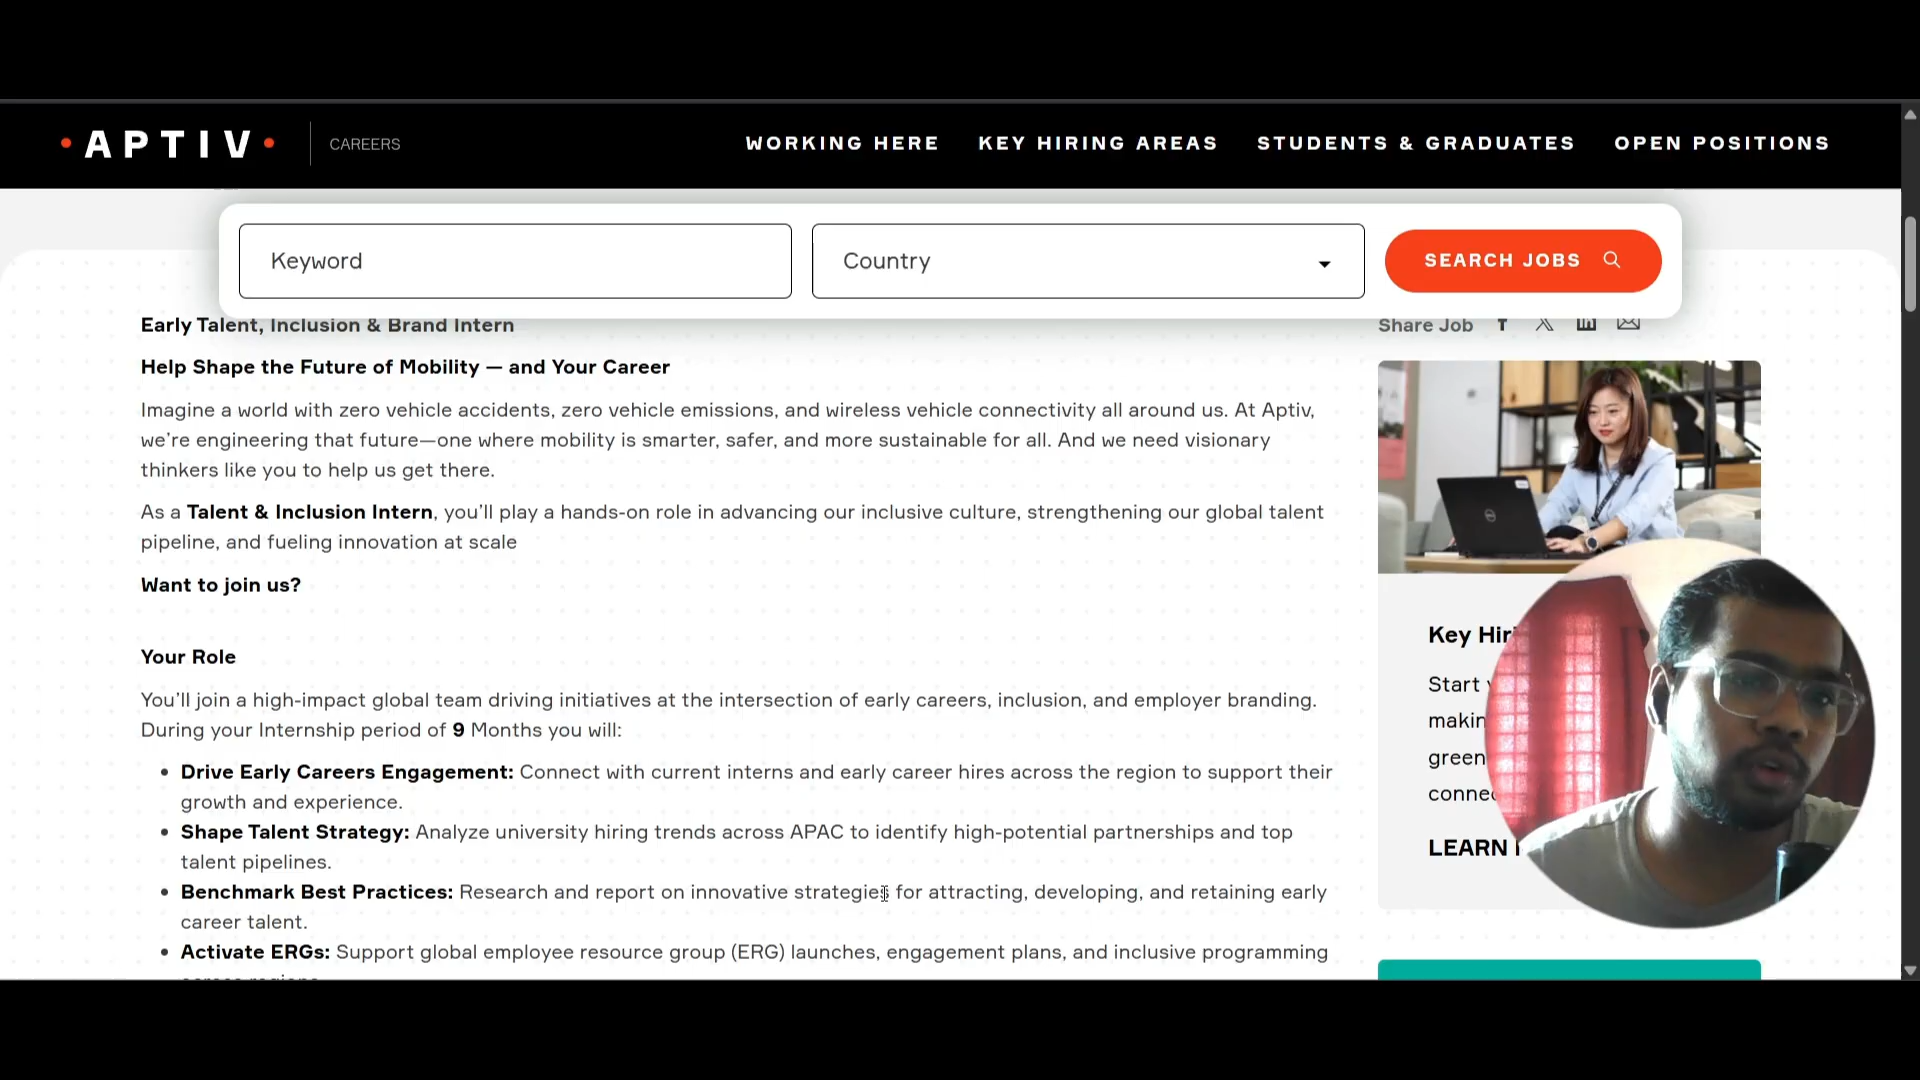 APTIV CAREERS WORKING HERE KEY HIRING AREAS STUDENTS & GRADUATES OPEN POSITIONS
Keyword Country SEARCH JOBS
Early Talent, Inclusion & Brand Intern
Share Job
Help Shape the Future of Mobility — and Your Career
Imagine a world with zero vehicle accidents, zero vehicle emissions, and wireless vehicle connectivity all around us. At Aptiv,
we’re engineering that future—one where mobility is smarter, safer, and more sustainable for all. And we need visionary
thinkers like you to help us get there.
As a Talent & Inclusion Intern, you’ll play a hands-on role in advancing our inclusive culture, strengthening our global talent
pipeline, and fueling innovation at scale
Want to join us?
Your Role
You’ll join a high-impact global team driving initiatives at the intersection of early careers, inclusion, and employer branding.
During your Internship period of 9 Months you will:
• Drive Early Careers Engagement: Connect with current interns and early career hires across the region to support their
growth and experience.
• Shape Talent Strategy: Analyze university hiring trends across APAC to identify high-potential partnerships and top
talent pipelines.
• Benchmark Best Practices: Research and report on innovative strategies for attracting, developing, and retaining early
career talent.
• Activate ERGs: Support global employee resource group (ERG) launches, engagement plans, and inclusive programming
Key
Start
LEARN